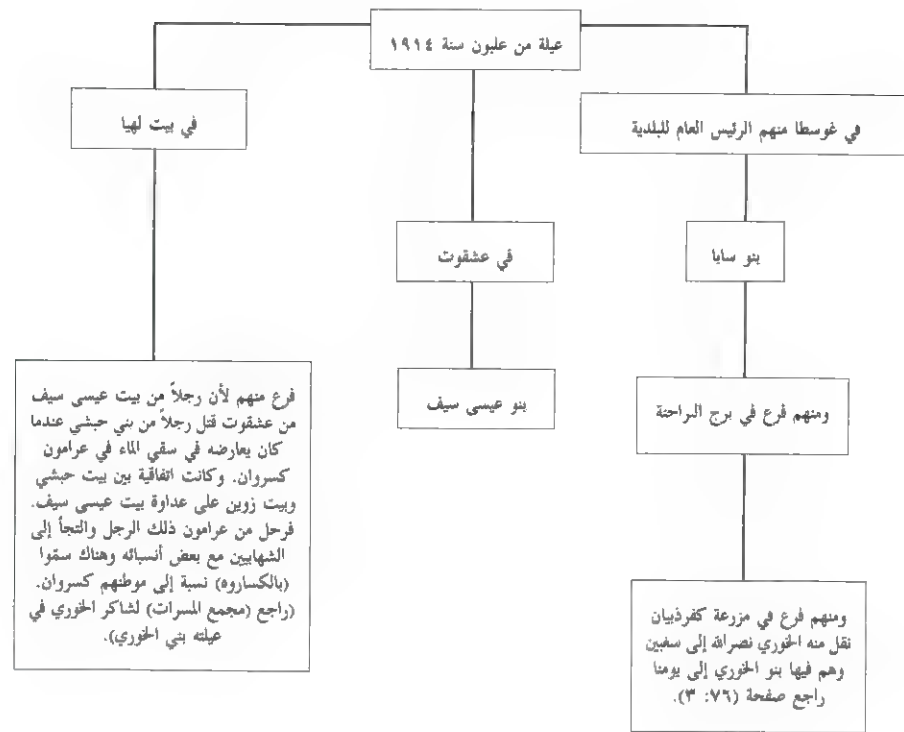 عيلة من علبون سنة ١٩١٤
في غوسطا منهم الرئيس العام للبلدية
بنو سايا
ومنهم فرع في برج البراجنة
ومنهم فرع في مزرعة كفرذبيان
نقل منه الخوري نصرالله إلى سغبين
وهم فيها بنو الخوري إلى يومنا
راجع صفحة (٧٦: ٣).
في عشقوت
بنو عيسى سيف
في بيت لهيا
فرع منهم لأن رجلاً من بيت عيسى سيف
من عشقوت قتل رجلاً من بني حبشي عندما
كان يعارضه في سقي الماء في عرامون
كسروان. وكانت اتفاقية بين بيت حبشي
وبيت زوين على عداوة بيت عيسى سيف.
فرحل من عرامون ذلك الرجل والتجأ إلى
الشهابيين مع بعض أنسبائه وهناك سمّوا
(بالكساروه) نسبة إلى موطنهم كسروان.
(راجع (مجمع المسرات) لشاكر الخوري في
عيلته بني الخوري).